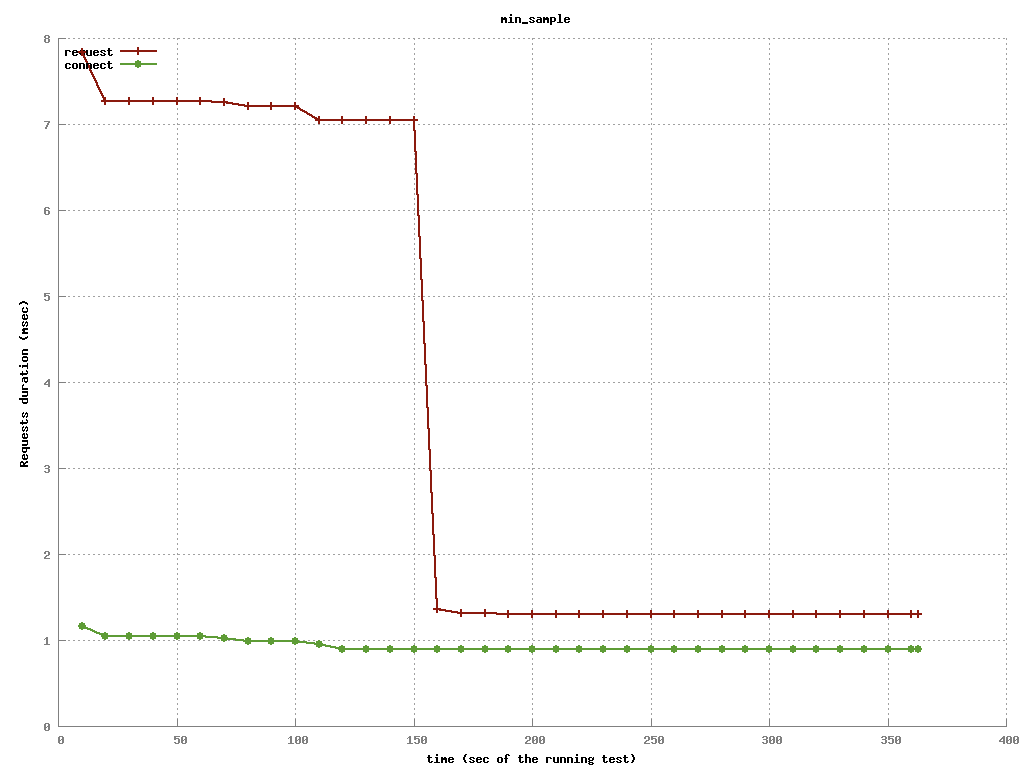 min_sample
request
connect
8
7
6
5
4
3
2
1
0
Requests duration (msec)
0 50 100 150 200 250 300 350 400
time (sec of the running test)